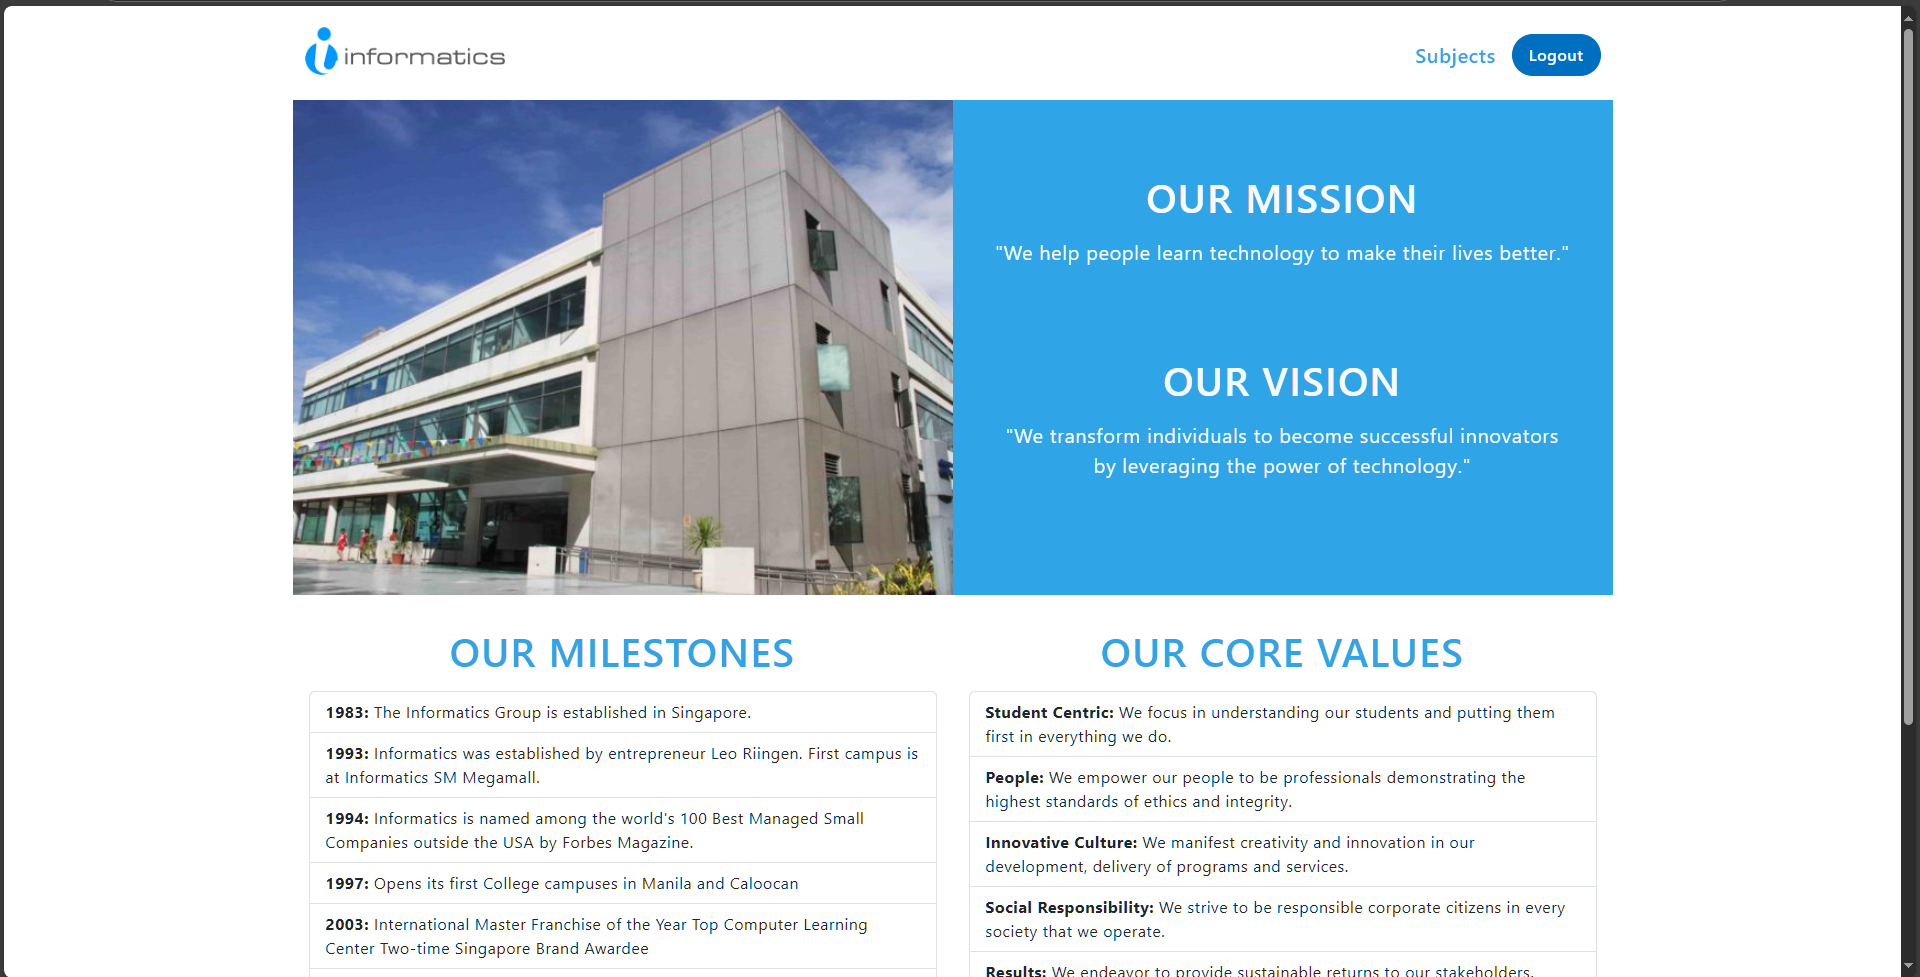 informatics
Subjects
Logout
OUR MISSION
"We help people learn technology to make their lives better."
OUR VISION
"We transform individuals to become successful innovators
by leveraging the power of technology."
OUR MILESTONES
1983: The Informatics Group is established in Singapore.
1993: Informatics was established by entrepreneur Leo Riingen. First campus is
at Informatics SM Megamall.
1994: Informatics is named among the world's 100 Best Managed Small
Companies outside the USA by Forbes Magazine.
1997: Opens its first College campuses in Manila and Caloocan
2003: International Master Franchise of the Year Top Computer Learning
Center Two-time Singapore Brand Awardee
OUR CORE VALUES
Student Centric: We focus in understanding our students and putting them
first in everything we do.
People: We empower our people to be professionals demonstrating the
highest standards of ethics and integrity.
Innovative Culture: We manifest creativity and innovation in our
development, delivery of programs and services.
Social Responsibility: We strive to be responsible corporate citizens in every
society that we operate.
Results: We endeavor to provide sustainable returns to our stakeholders.